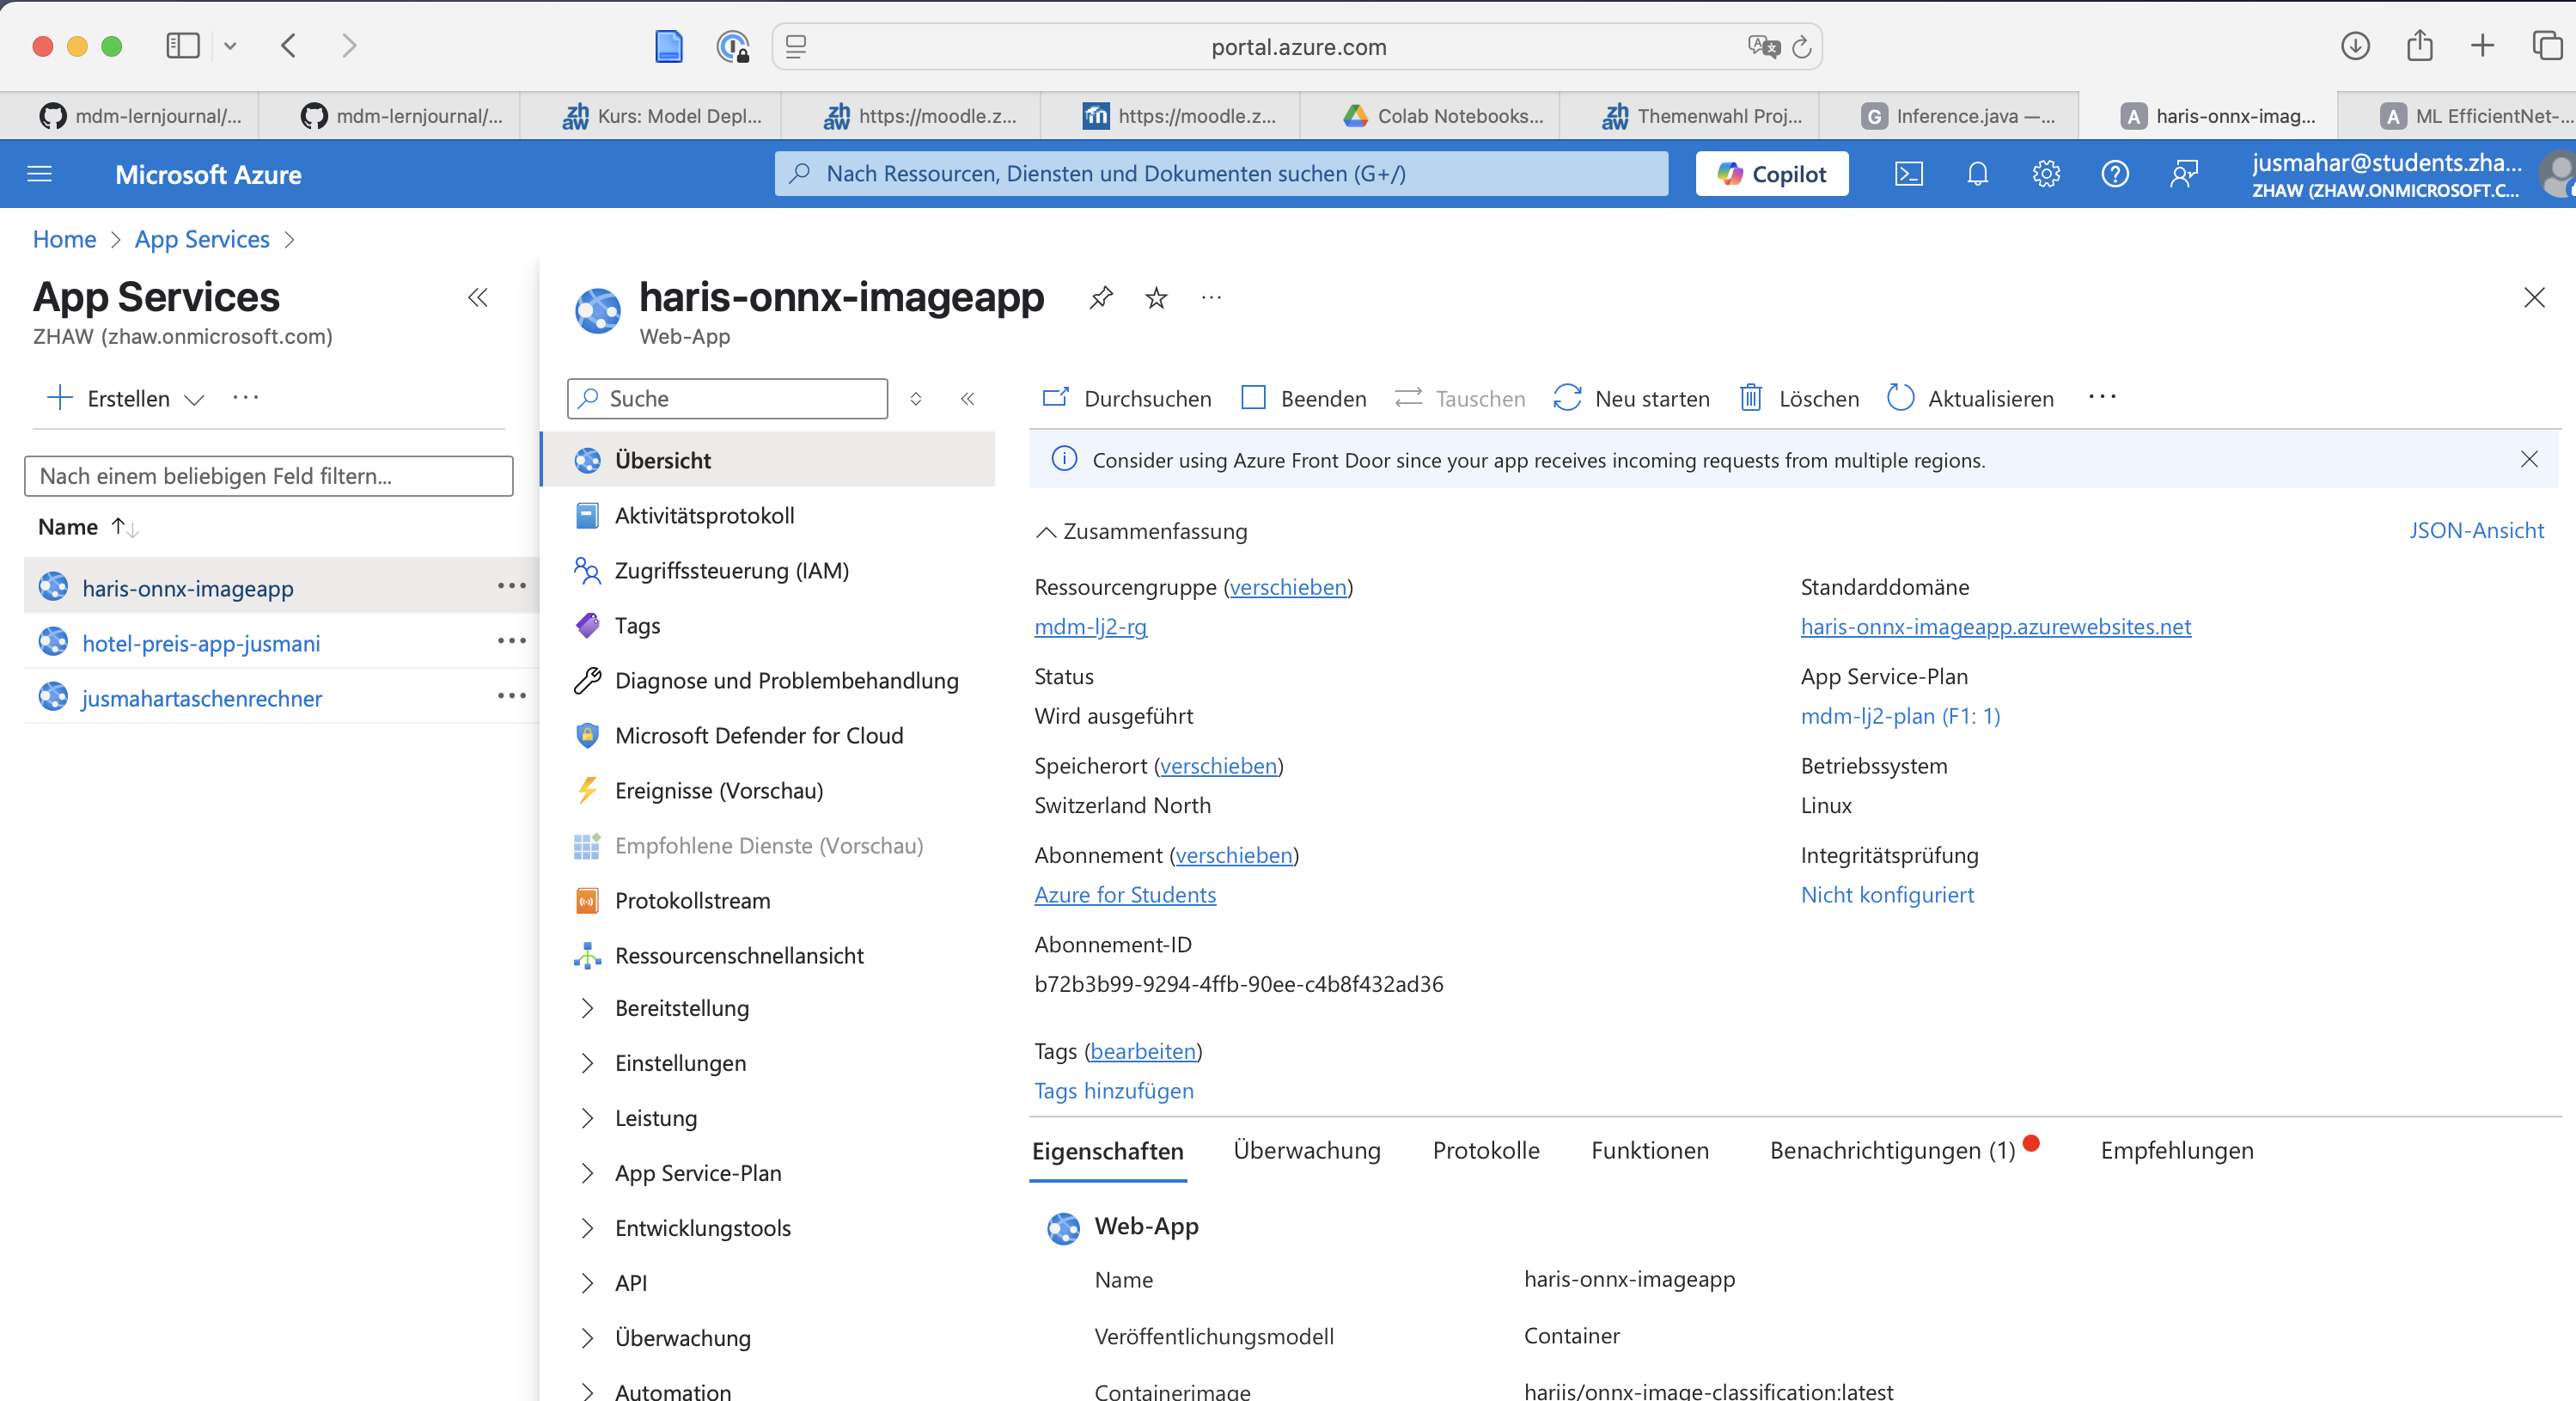 portal.azure.com
mdm-lernjournal/...
mdm-lernjournal/...
zh aw Kurs: Model Depl...
zh aw https://moodle.z...
m https://moodle.z...
Colab Notebooks...
zh aw Themenwahl Proj...
G Inference.java —...
A haris-onnx-imag...
A ML EfficientNet-...
Microsoft Azure
Nach Ressourcen, Diensten und Dokumenten suchen (G+/)
Copilot
jusmahar@students.zha...
ZHAW (ZHAW.ONMICROSOFT.C...
Home > App Services >
App Services
ZHAW (zhaw.onmicrosoft.com)
Erstellen
Nach einem beliebigen Feld filtern...
Name
haris-onnx-imageapp
hotel-preis-app-jusmani
jusmahartaschenrechner
haris-onnx-imageapp
Web-App
Suche
Übersicht
Aktivitätsprotokoll
Zugriffssteuerung (IAM)
Tags
Diagnose und Problembehandlung
Microsoft Defender for Cloud
Ereignisse (Vorschau)
Empfohlene Dienste (Vorschau)
Protokollstream
Ressourcenschnellansicht
Bereitstellung
Einstellungen
Leistung
App Service-Plan
Entwicklungstools
API
Überwachung
Automation
Durchsuchen Beenden Tauschen Neu starten Löschen Aktualisieren
Consider using Azure Front Door since your app receives incoming requests from multiple regions.
Zusammenfassung
JSON-Ansicht
Ressourcengruppe (verschieben)
mdm-lj2-rg
Status
Wird ausgeführt
Speicherort (verschieben)
Switzerland North
Abonnement (verschieben)
Azure for Students
Abonnement-ID
b72b3b99-9294-4ffb-90ee-c4b8f432ad36
Standarddomäne
haris-onnx-imageapp.azurewebsites.net
App Service-Plan
mdm-lj2-plan (F1: 1)
Betriebssystem
Linux
Integritätsprüfung
Nicht konfiguriert
Tags (bearbeiten)
Tags hinzufügen
Eigenschaften Überwachung Protokolle Funktionen Benachrichtigungen (1) Empfehlungen
Web-App
Name haris-onnx-imageapp
Veröffentlichungsmodell Container
Containerimage hariis/onnx-image-classification:latest